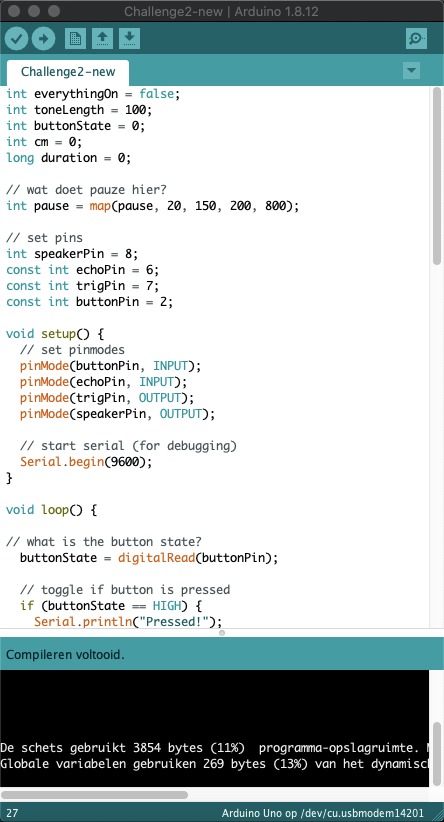 Challenge2-new | Arduino 1.8.12
Challenge2-new
int everythingOn = false;
int toneLength = 100;
int buttonState = 0;
int cm = 0;
long duration = 0;
// wat doet pauze hier?
int pause = map(pause, 20, 150, 200, 800);
// set pins
int speakerPin = 8;
const int echoPin = 6;
const int trigPin = 7;
const int buttonPin = 2;
void setup() {
// set pinmodes
pinMode(buttonPin, INPUT);
pinMode(echoPin, INPUT);
pinMode(trigPin, OUTPUT);
pinMode(speakerPin, OUTPUT);
// start serial (for debugging)
Serial.begin(9600);
}
void loop() {
// what is the button state?
buttonState = digitalRead(buttonPin);
// toggle if button is pressed
if (buttonState == HIGH) {
Serial.println("Pressed!");
Compileren voltooid.
De schets gebruikt 3854 bytes (11%)  programma-opslagruimte.
Globale variabelen gebruiken 269 bytes (13%) van het dynamisc
27 Arduino Uno op /dev/cu.usbmodem14201